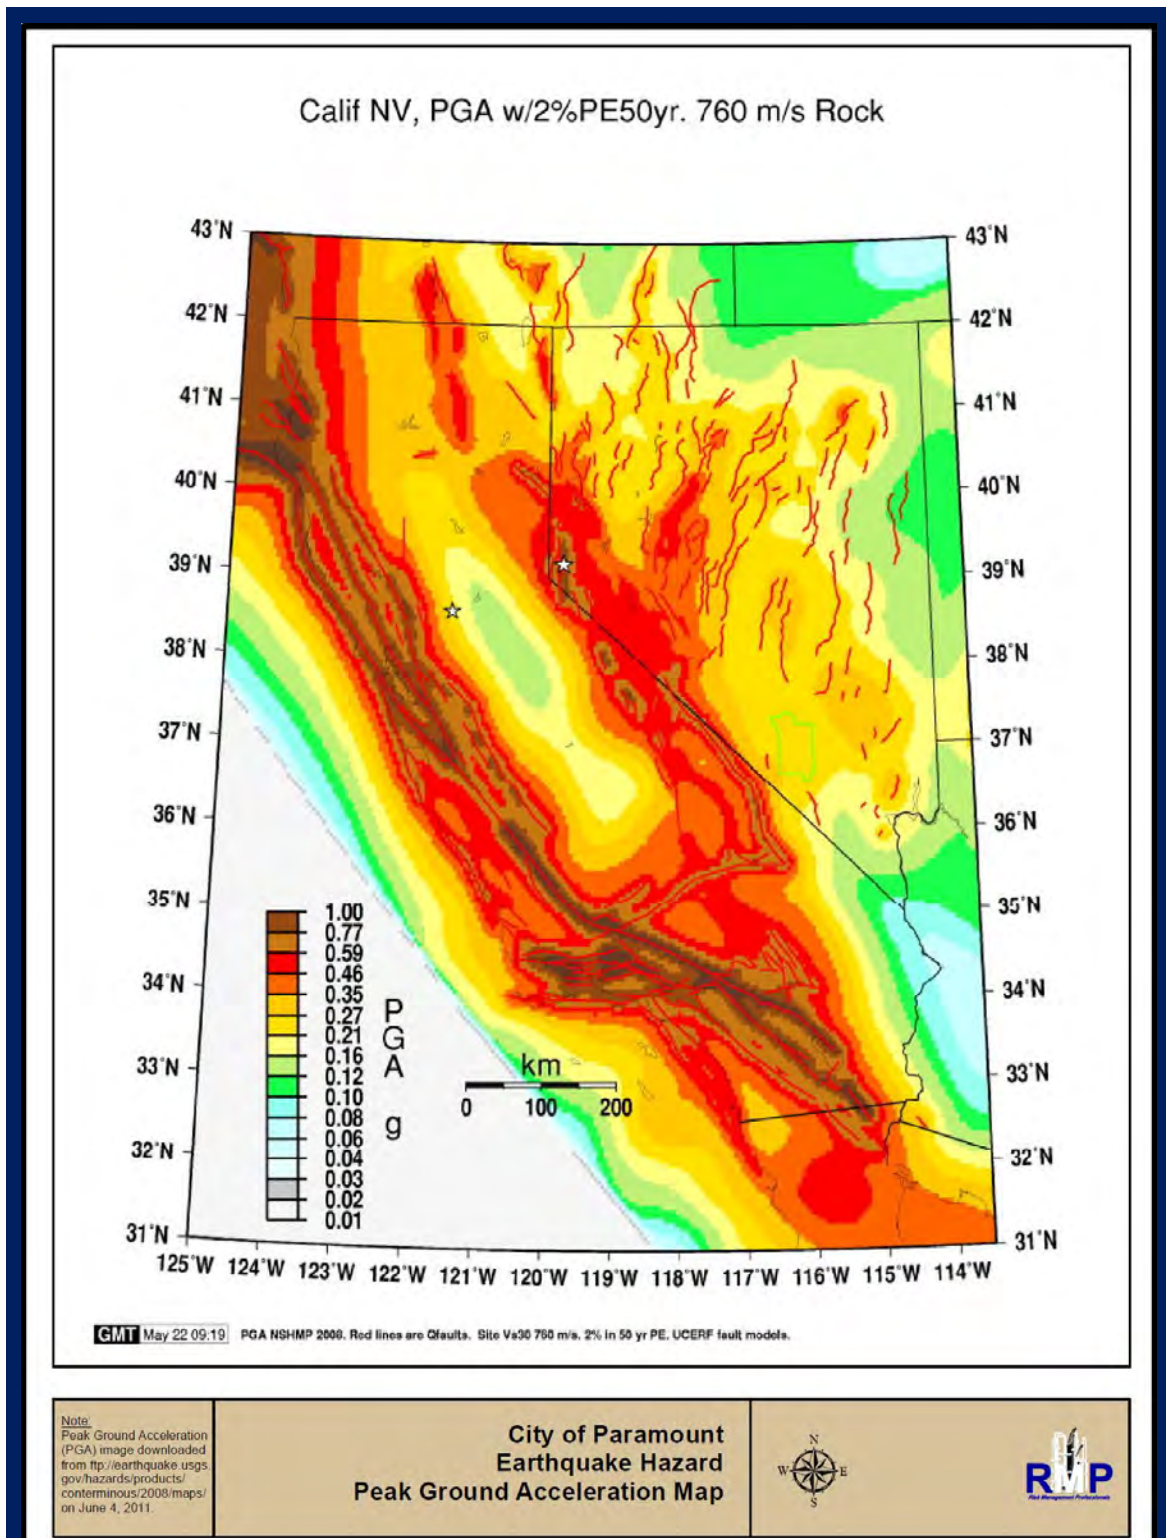 Calif NV, PGA w/2%PE50yr. 760 m/s Rock
43°N
43°N
42°N
42°N
41°N
41°N
40°N
40°N
39°N
39°N
38°N
38°N
37°N
37°N
36°N
36°N
35°N
35°N
34°N
34°N
33°N
33°N
32°N
32°N
31°N
31°N
1.00
0.77
0.59
0.46
0.35
0.27
0.21
0.16
0.12
0.10
0.08
0.06
0.04
0.03
0.02
0.01
P
G
A
g
km
0 100 200
125°W 124°W 123°W 122°W 121°W 120°W 119°W 118°W 117°W 116°W 115°W 114°W
GMT May 22 09:19 PGA NSHMP 2008. Red lines are Qfaults. Site Vs30 760 m/s. 2% in 50 yr PE. UCERF fault models.
Note:
Peak Ground Acceleration
(PGA) image downloaded
from ftp://earthquake.usgs.
gov/hazards/products/
conterminous/2008/maps/
on June 4, 2011.
City of Paramount
Earthquake Hazard
Peak Ground Acceleration Map
N
W E
S
RMP
Risk Management Professionals